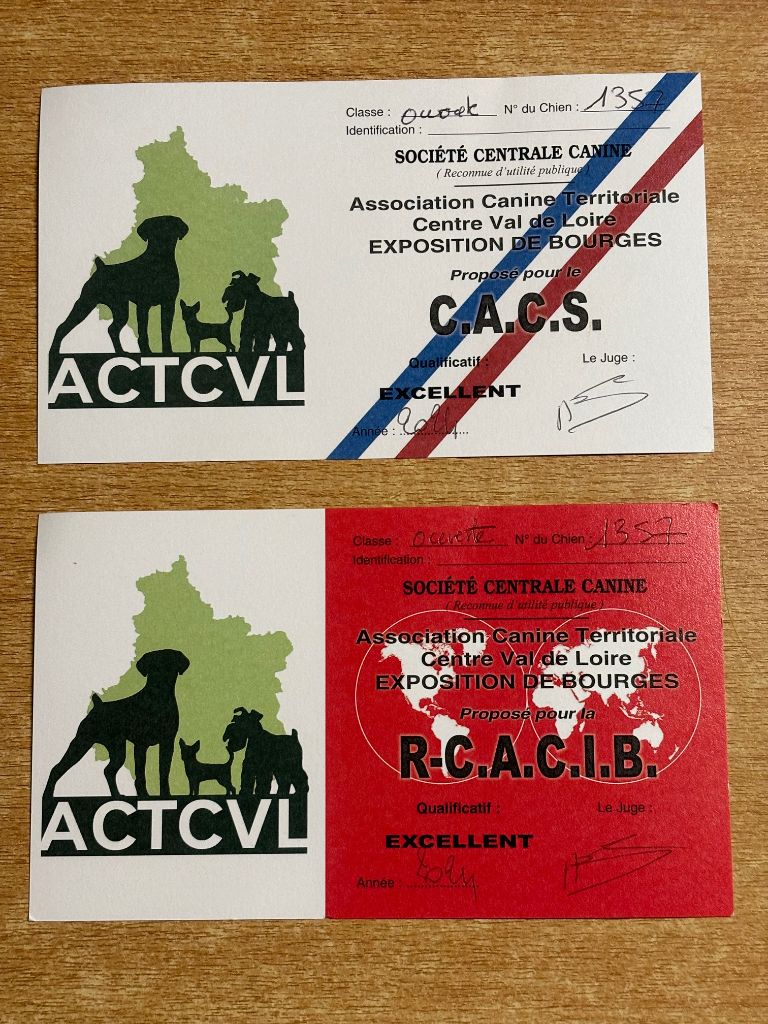 Classe : N° du Chien : 1357
Identification :
SOCIÉTÉ CENTRALE CANINE
( Reconnue d'utilité publique )
Association Canine Territoriale
Centre Val de Loire
EXPOSITION DE BOURGES
Proposé pour le
C.A.C.S.
Qualificatif : Le Juge :
EXCELLENT
Année : 2024
ACTCVL
Classe : Ouverte N° du Chien : 1357
Identification :
SOCIÉTÉ CENTRALE CANINE
( Reconnue d'utilité publique )
Association Canine Territoriale
Centre Val de Loire
EXPOSITION DE BOURGES
Proposé pour la
R-C.A.C.I.B.
Qualificatif : Le Juge :
EXCELLENT
Année : 2024
ACTCVL